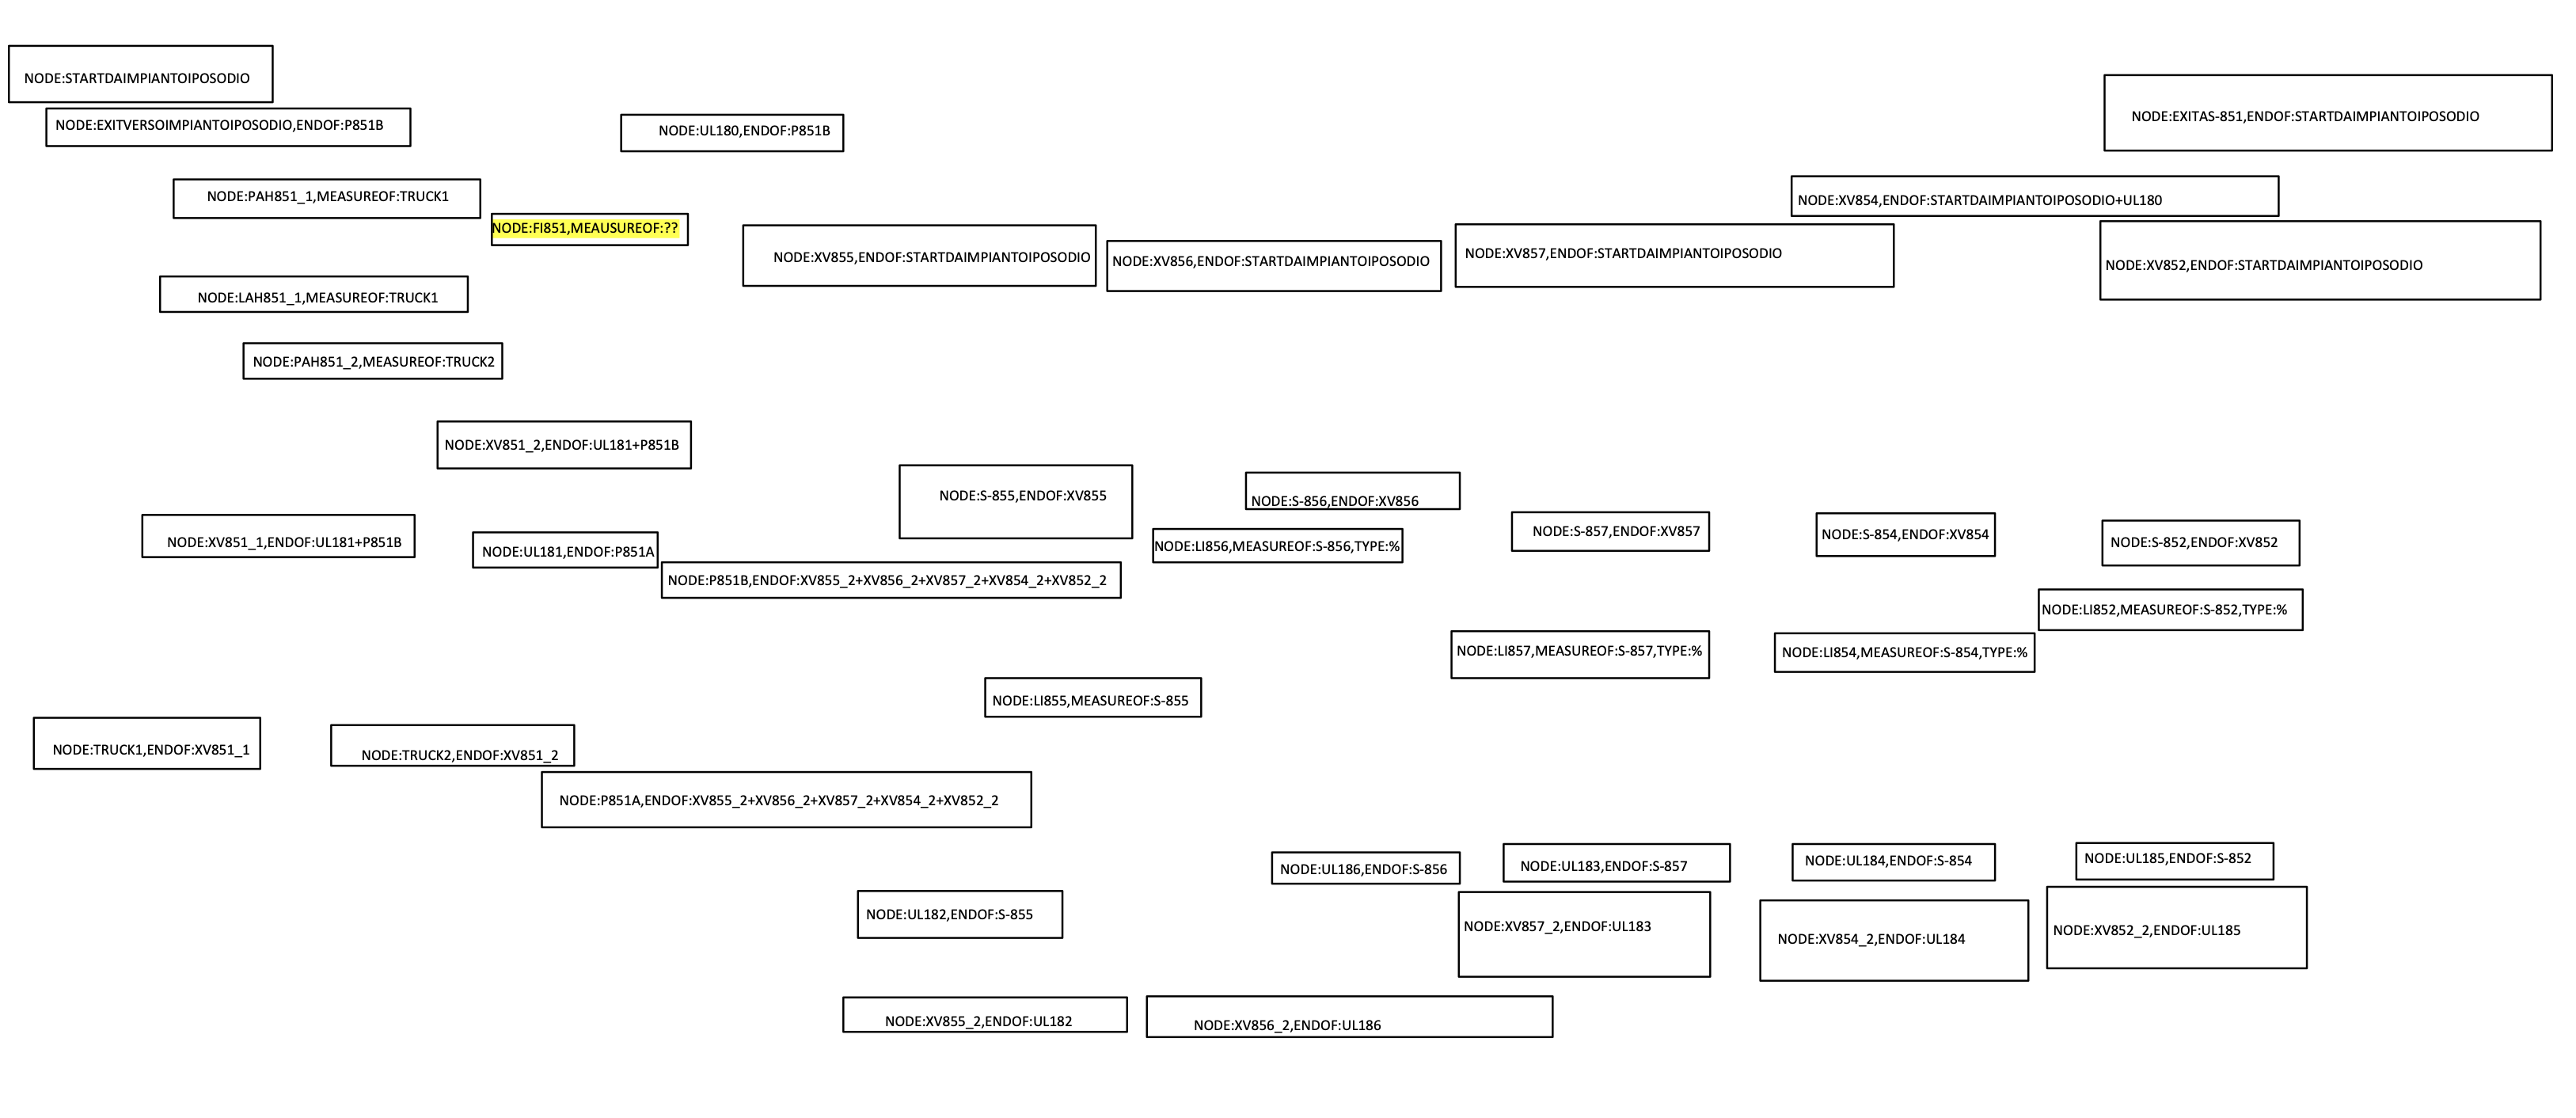 NODE:STARTDAIMPIANTOIPOSODIO
NODE:EXITAS-851,ENDOF:STARTDAIMPIANTOIPOSODIO
NODE:EXITVERSOIMPIANTOIPOSODIO,ENDOF:P851B
NODE:UL180,ENDOF:P851B
NODE:PAH851_1,MEASUREOF:TRUCK1
NODE:XV854,ENDOF:STARTDAIMPIANTOIPOSODIO+UL180
NODE:FI851,MEAUSUREOF:??
NODE:XV855,ENDOF:STARTDAIMPIANTOIPOSODIO
NODE:XV856,ENDOF:STARTDAIMPIANTOIPOSODIO
NODE:XV857,ENDOF:STARTDAIMPIANTOIPOSODIO
NODE:XV852,ENDOF:STARTDAIMPIANTOIPOSODIO
NODE:LAH851_1,MEASUREOF:TRUCK1
NODE:PAH851_2,MEASUREOF:TRUCK2
NODE:XV851_2,ENDOF:UL181+P851B
NODE:S-855,ENDOF:XV855
NODE:S-856,ENDOF:XV856
NODE:XV851_1,ENDOF:UL181+P851B
NODE:UL181,ENDOF:P851A
NODE:LI856,MEASUREOF:S-856,TYPE:%
NODE:S-857,ENDOF:XV857
NODE:S-854,ENDOF:XV854
NODE:S-852,ENDOF:XV852
NODE:P851B,ENDOF:XV855_2+XV856_2+XV857_2+XV854_2+XV852_2
NODE:LI852,MEASUREOF:S-852,TYPE:%
NODE:LI857,MEASUREOF:S-857,TYPE:%
NODE:LI854,MEASUREOF:S-854,TYPE:%
NODE:LI855,MEASUREOF:S-855
NODE:TRUCK1,ENDOF:XV851_1
NODE:TRUCK2,ENDOF:XV851_2
NODE:P851A,ENDOF:XV855_2+XV856_2+XV857_2+XV854_2+XV852_2
NODE:UL186,ENDOF:S-856
NODE:UL183,ENDOF:S-857
NODE:UL184,ENDOF:S-854
NODE:UL185,ENDOF:S-852
NODE:UL182,ENDOF:S-855
NODE:XV857_2,ENDOF:UL183
NODE:XV854_2,ENDOF:UL184
NODE:XV852_2,ENDOF:UL185
NODE:XV855_2,ENDOF:UL182
NODE:XV856_2,ENDOF:UL186